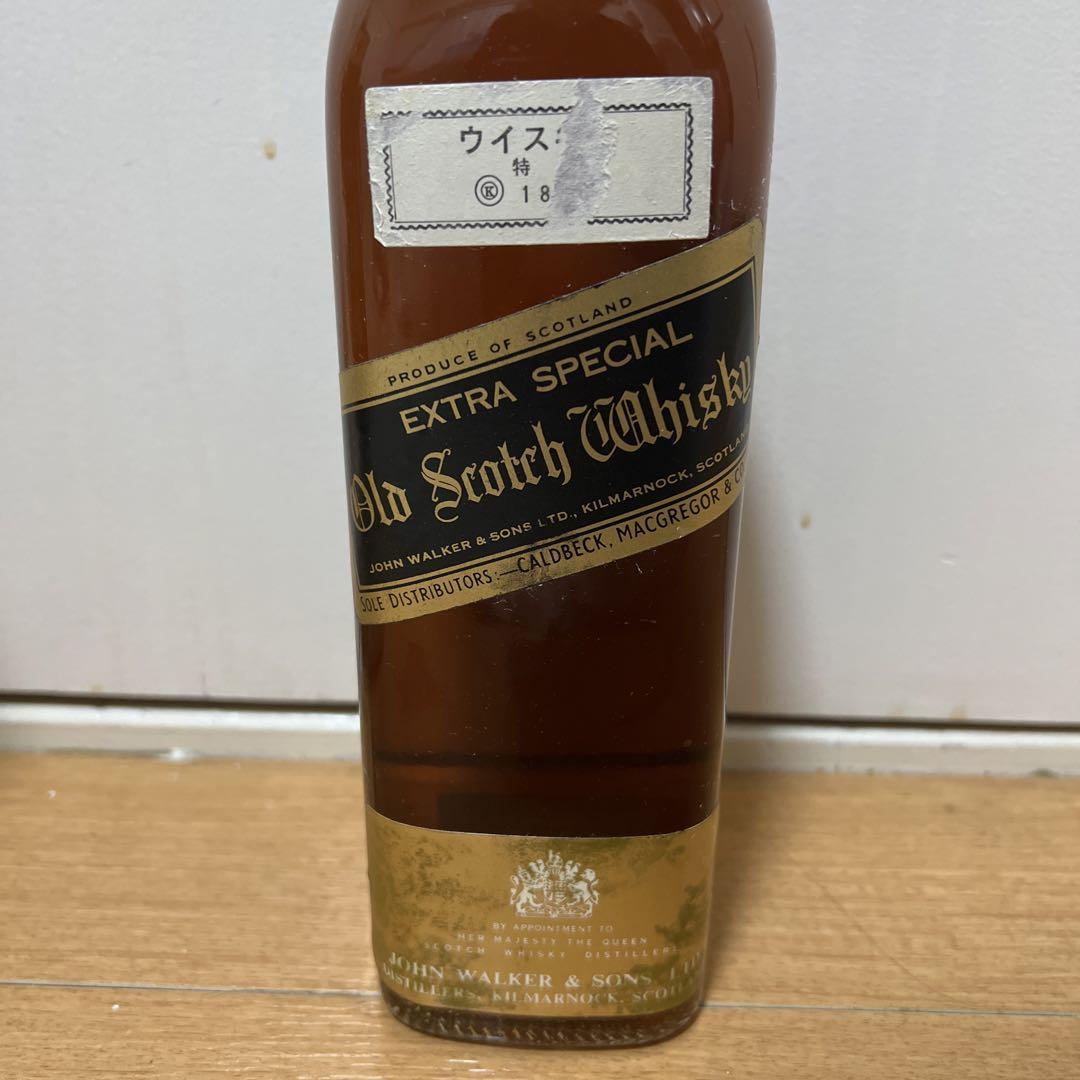 ウイス
特
Ⓚ 18
PRODUCE OF SCOTLAND
EXTRA SPECIAL
Old Scotch Whisky
JOHN WALKER & SONS LTD., KILMARNOCK, SCOTLAND
SOLE DISTRIBUTORS:—CALDBECK, MACGREGOR & CO
BY APPOINTMENT TO
HER MAJESTY THE QUEEN
SCOTCH WHISKY DISTILLERS
JOHN WALKER & SONS LTD
DISTILLERS, KILMARNOCK, SCOTLAND